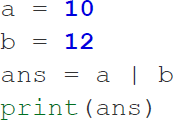 a = 10
b = 12
ans = a | b
print(ans)